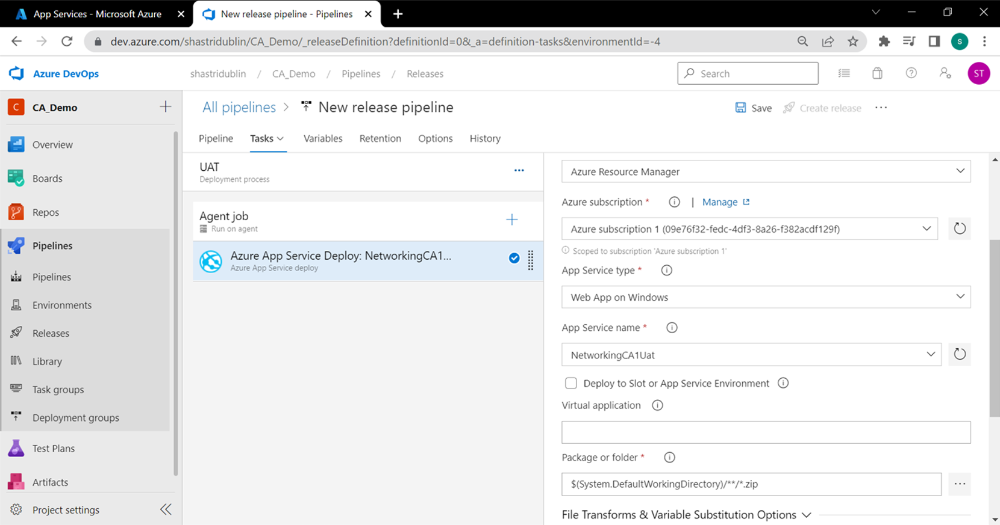 App Services - Microsoft Azure
New release pipeline - Pipelines
dev.azure.com/shastridublin/CA_Demo/_releaseDefinition?definitionId=0&_a=definition-tasks&environmentId=-4
S
Azure DevOps
shastridublin / CA_Demo / Pipelines / Releases
Search
ST
C CA_Demo
All pipelines > New release pipeline
Save Create release
Pipeline Tasks Variables Retention Options History
Overview
Boards
Repos
Pipelines
Pipelines
Environments
Releases
Library
Task groups
Deployment groups
Test Plans
Artifacts
Project settings
UAT
Deployment process
Agent job
Run on agent
Azure App Service Deploy: NetworkingCA1...
Azure App Service deploy
Azure Resource Manager
Azure subscription * | Manage
Azure subscription 1 (09e76f32-fedc-4df3-8a26-f382acdf129f)
Scoped to subscription 'Azure subscription 1'
App Service type *
Web App on Windows
App Service name *
NetworkingCA1Uat
Deploy to Slot or App Service Environment
Virtual application
Package or folder *
$(System.DefaultWorkingDirectory)/**/*.zip
File Transforms & Variable Substitution Options